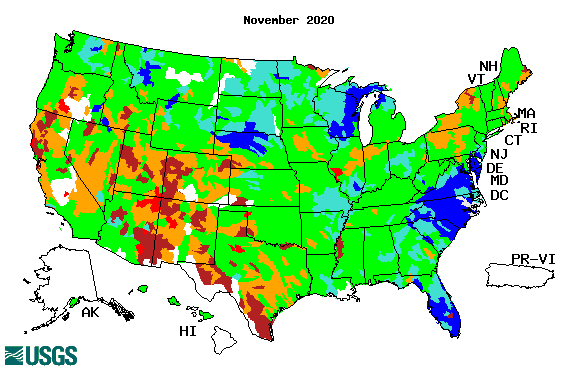 November 2020
NH
VT
MA
RI
CT
NJ
DE
MD
DC
PR-VI
AK
HI
USGS